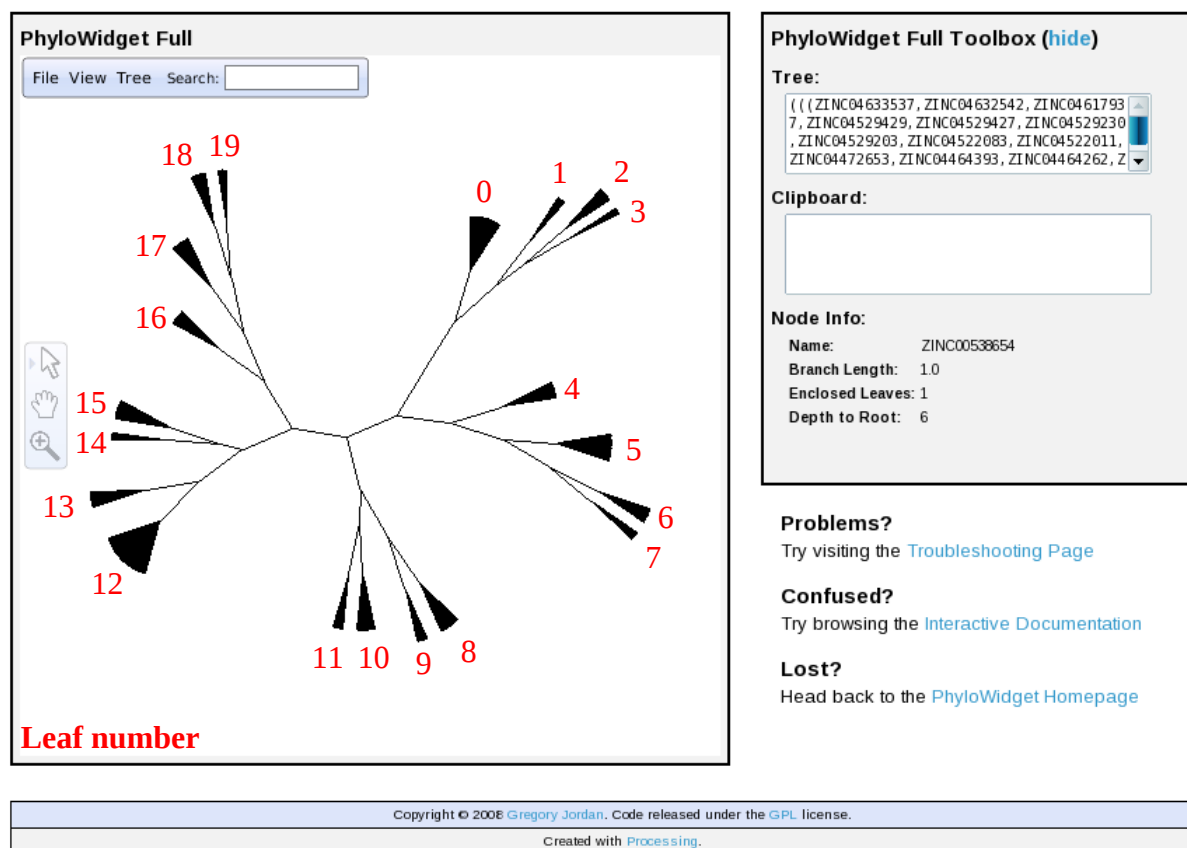 PhyloWidget Full
File View Tree Search:
19
18
0
1
2
3
17
16
15
14
13
12
11
10
9
8
7
6
5
4
Leaf number
PhyloWidget Full Toolbox (hide)
Tree:
(((ZINC04633537,ZINC04632542,ZINC0461793
7,ZINC04529429,ZINC04529427,ZINC04529230
,ZINC04529203,ZINC04522083,ZINC04522011,
ZINC04472653,ZINC04464393,ZINC04464262,Z
Clipboard:
Node Info:
Name: ZINC00538654
Branch Length: 1.0
Enclosed Leaves: 1
Depth to Root: 6
Problems?
Try visiting the Troubleshooting Page
Confused?
Try browsing the Interactive Documentation
Lost?
Head back to the PhyloWidget Homepage
Copyright © 2008 Gregory Jordan. Code released under the GPL license.
Created with Processing.